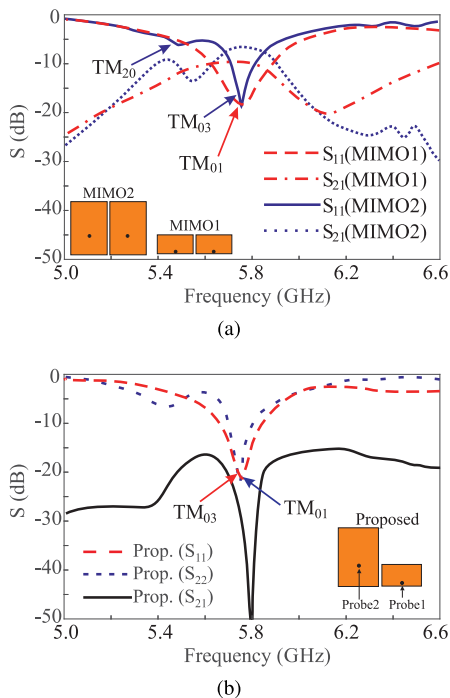 0
-10
-20
-30
-40
-50
S (dB)
TM20
TM03
TM01
S11(MIMO1)
S21(MIMO1)
S11(MIMO2)
S21(MIMO2)
MIMO2
MIMO1
5.0 5.4 5.8 6.2 6.6
Frequency (GHz)
(a)
0
-10
-20
-30
-40
-50
S (dB)
TM03
TM01
Prop. (S11)
Prop. (S22)
Prop. (S21)
Proposed
Probe2 Probe1
5.0 5.4 5.8 6.2 6.6
Frequency (GHz)
(b)